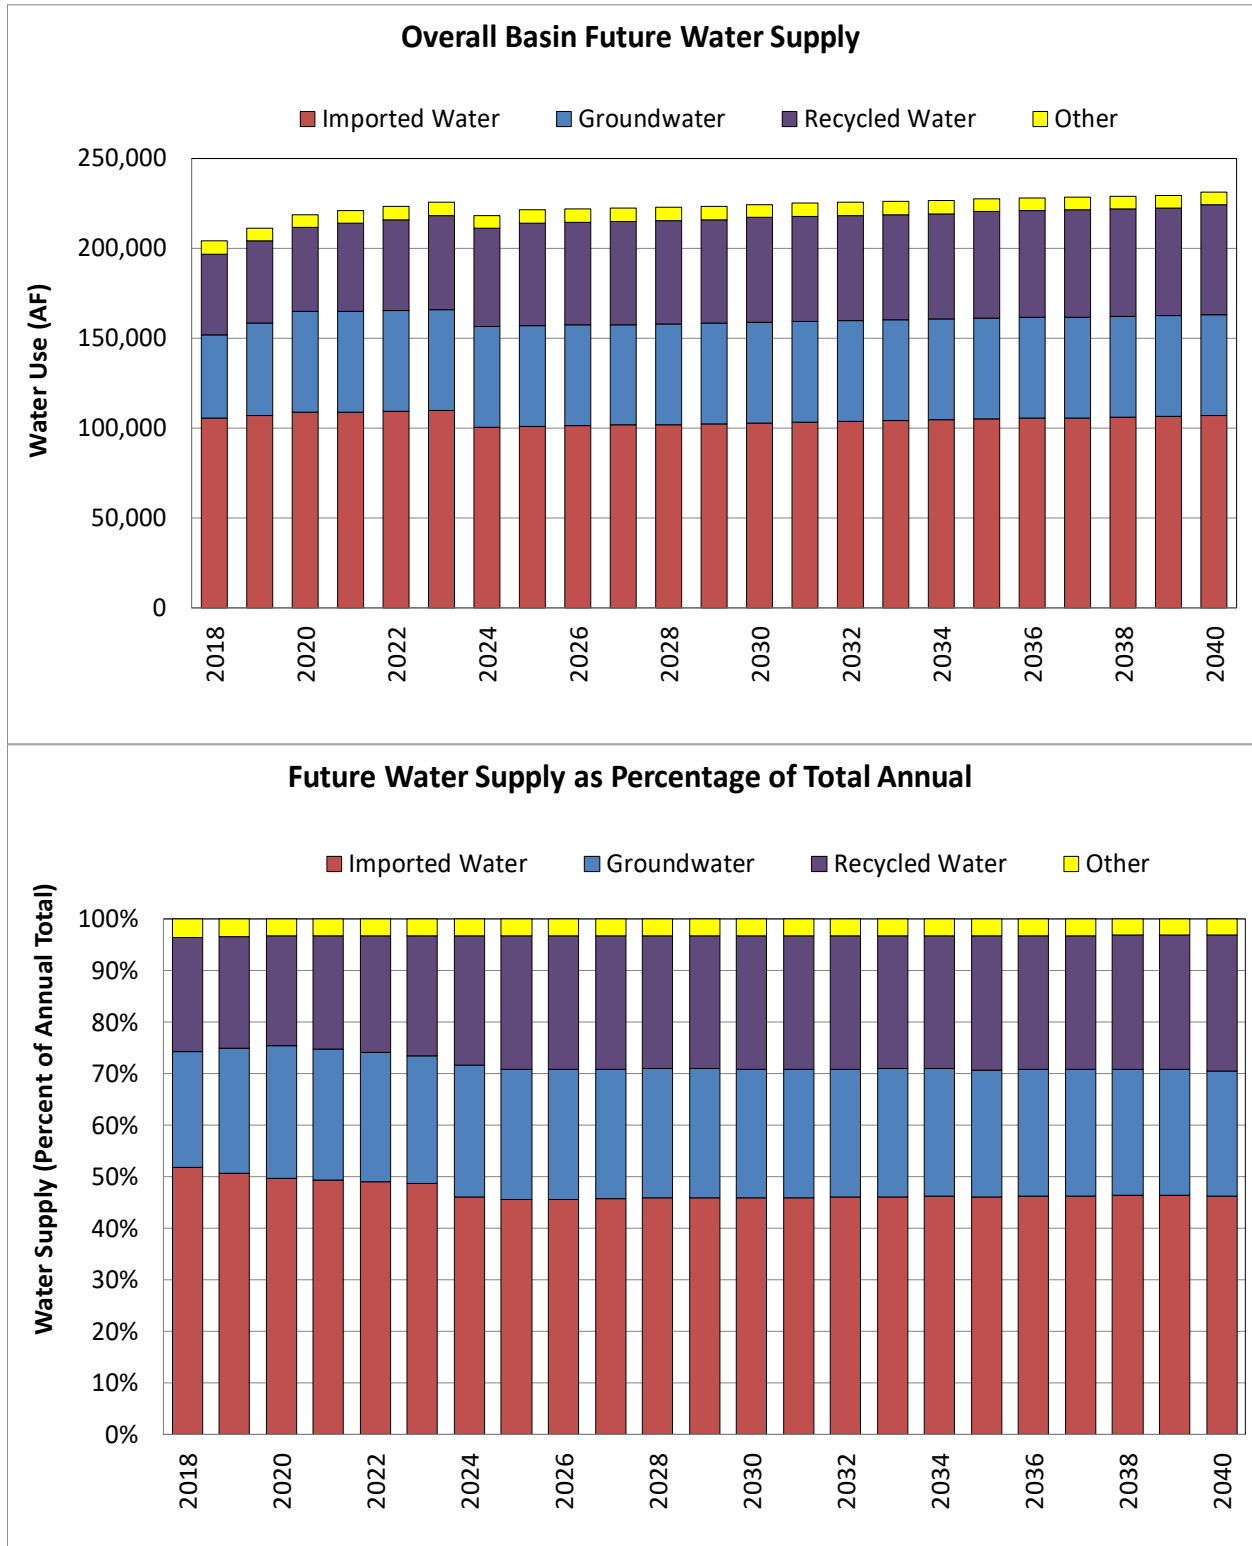 Overall Basin Future Water Supply
Imported Water Groundwater Recycled Water Other
250,000
200,000
150,000
100,000
50,000
0
Water Use (AF)
2018 2020 2022 2024 2026 2028 2030 2032 2034 2036 2038 2040
Future Water Supply as Percentage of Total Annual
Imported Water Groundwater Recycled Water Other
100%
90%
80%
70%
60%
50%
40%
30%
20%
10%
0%
Water Supply (Percent of Annual Total)
2018 2020 2022 2024 2026 2028 2030 2032 2034 2036 2038 2040